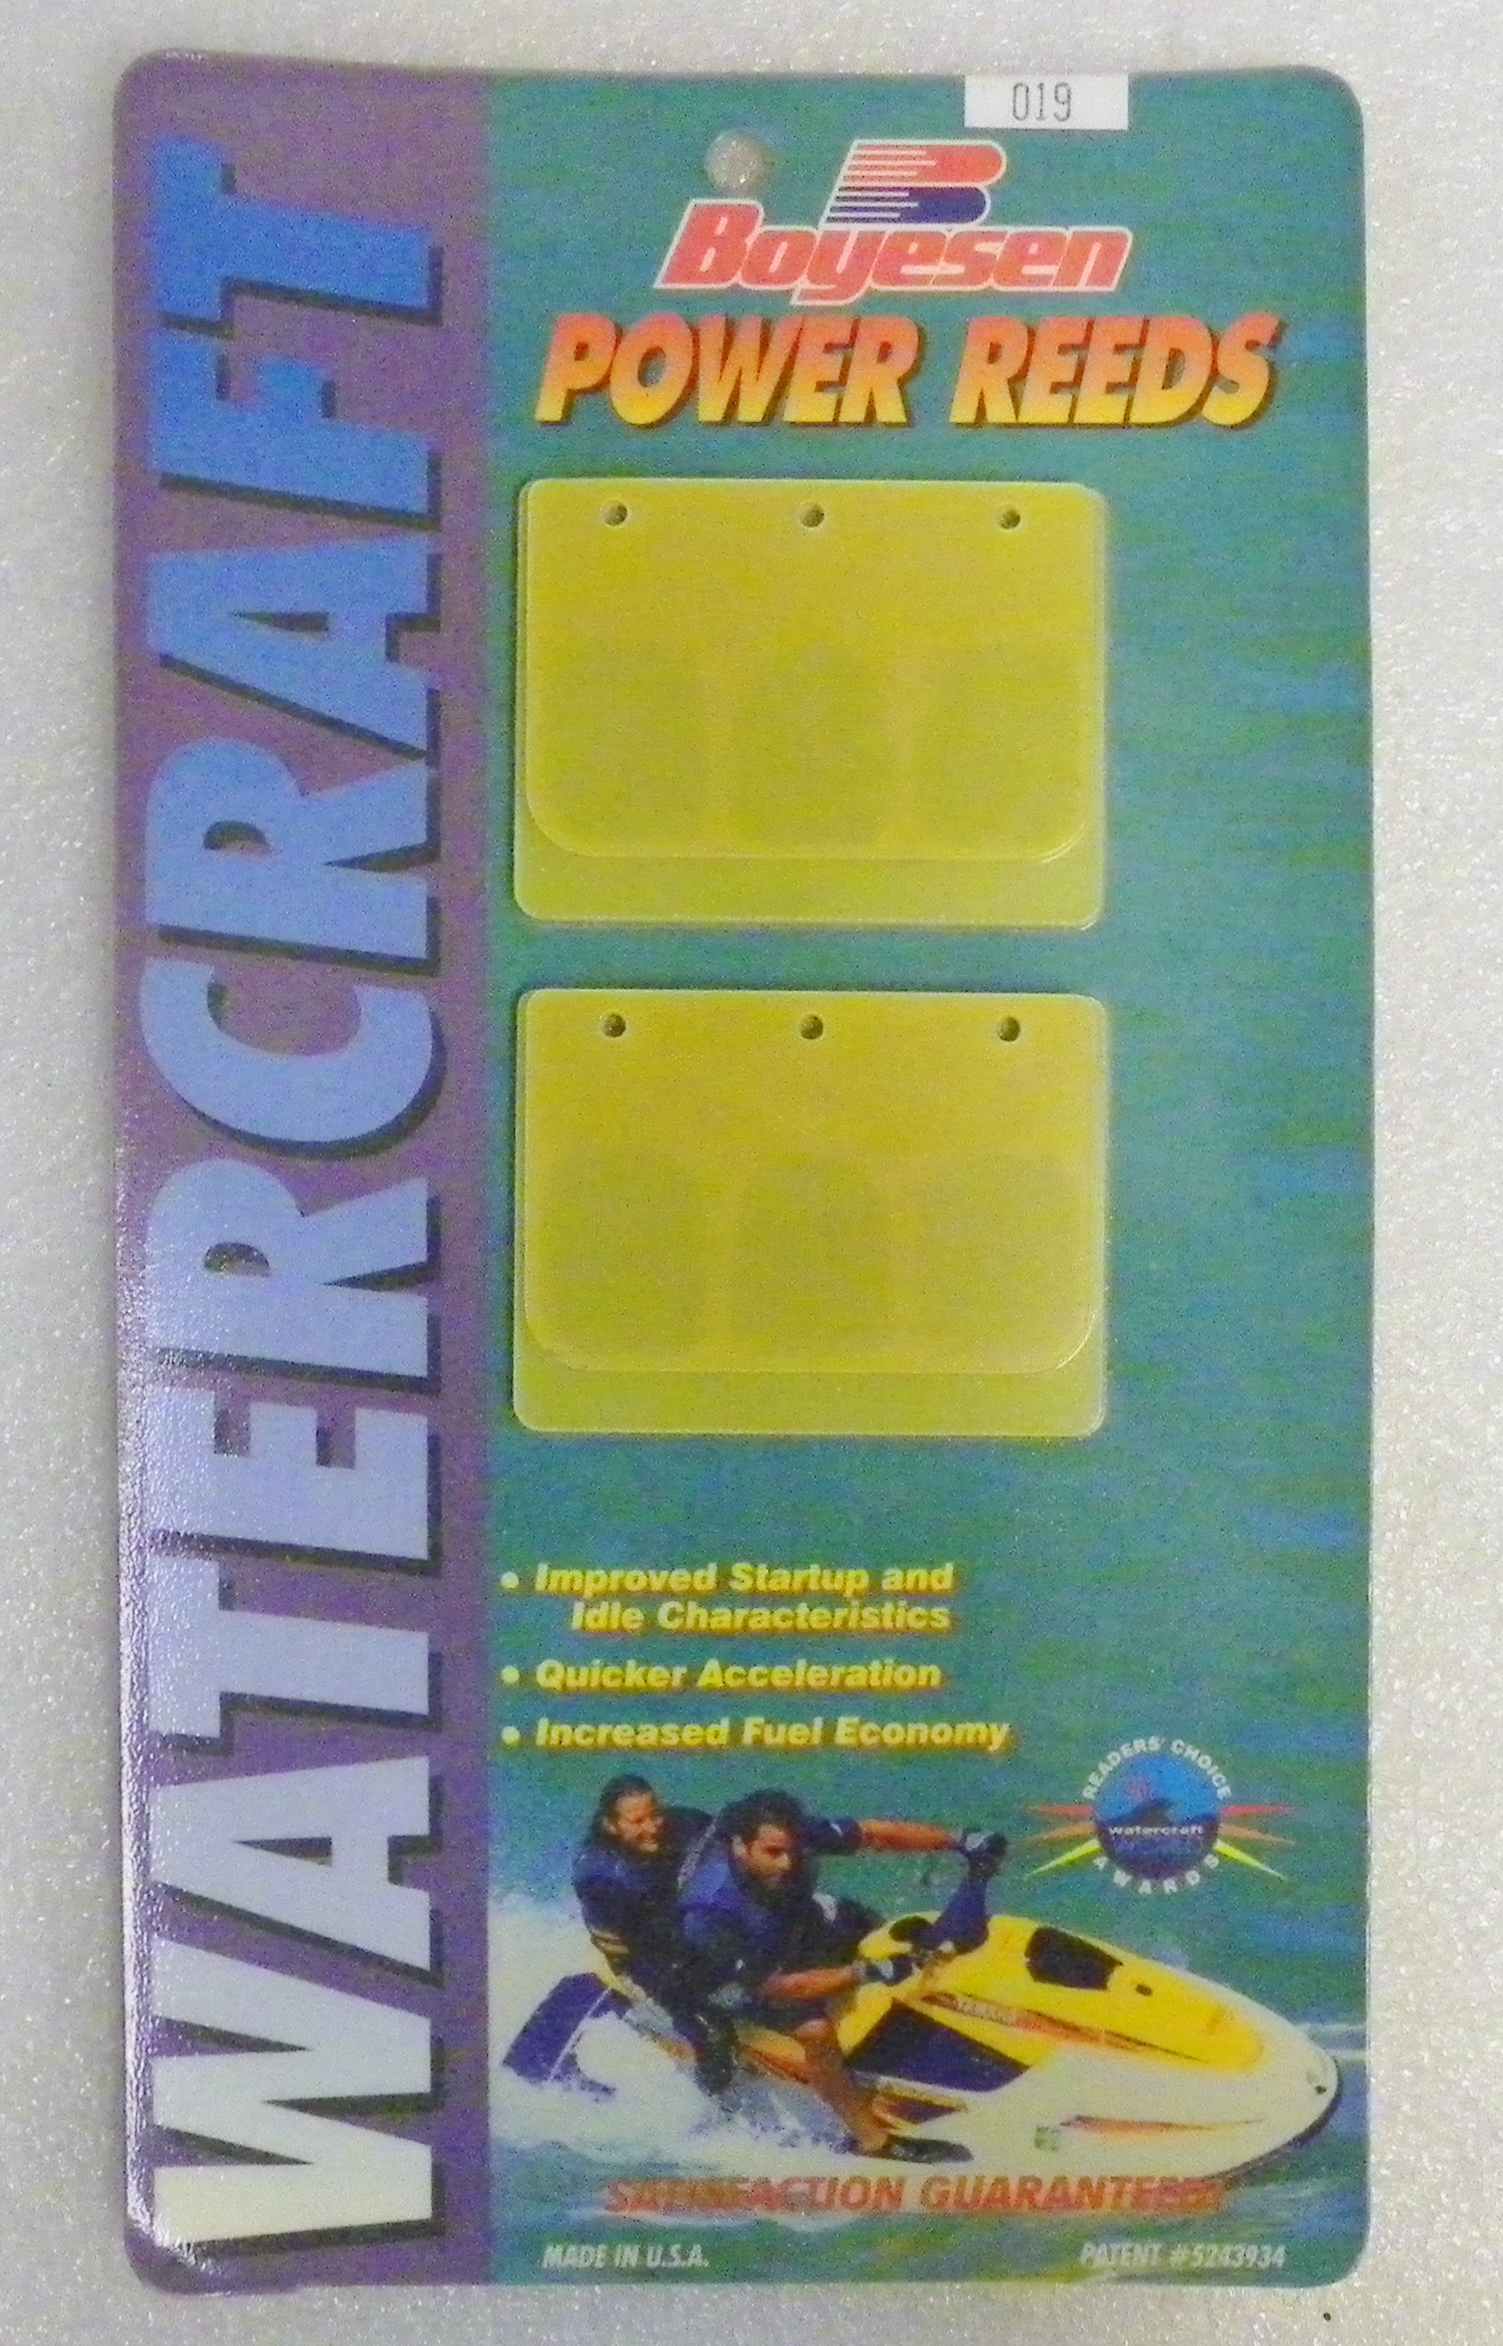 019
Boyesen
POWER REEDS
WATERCRAFT
• Improved Startup and
Idle Characteristics
• Quicker Acceleration
• Increased Fuel Economy
READERS' CHOICE
watercraft
AWARDS
YAMAHA
SATISFACTION GUARANTEED!
MADE IN U.S.A.
PATENT #5243934